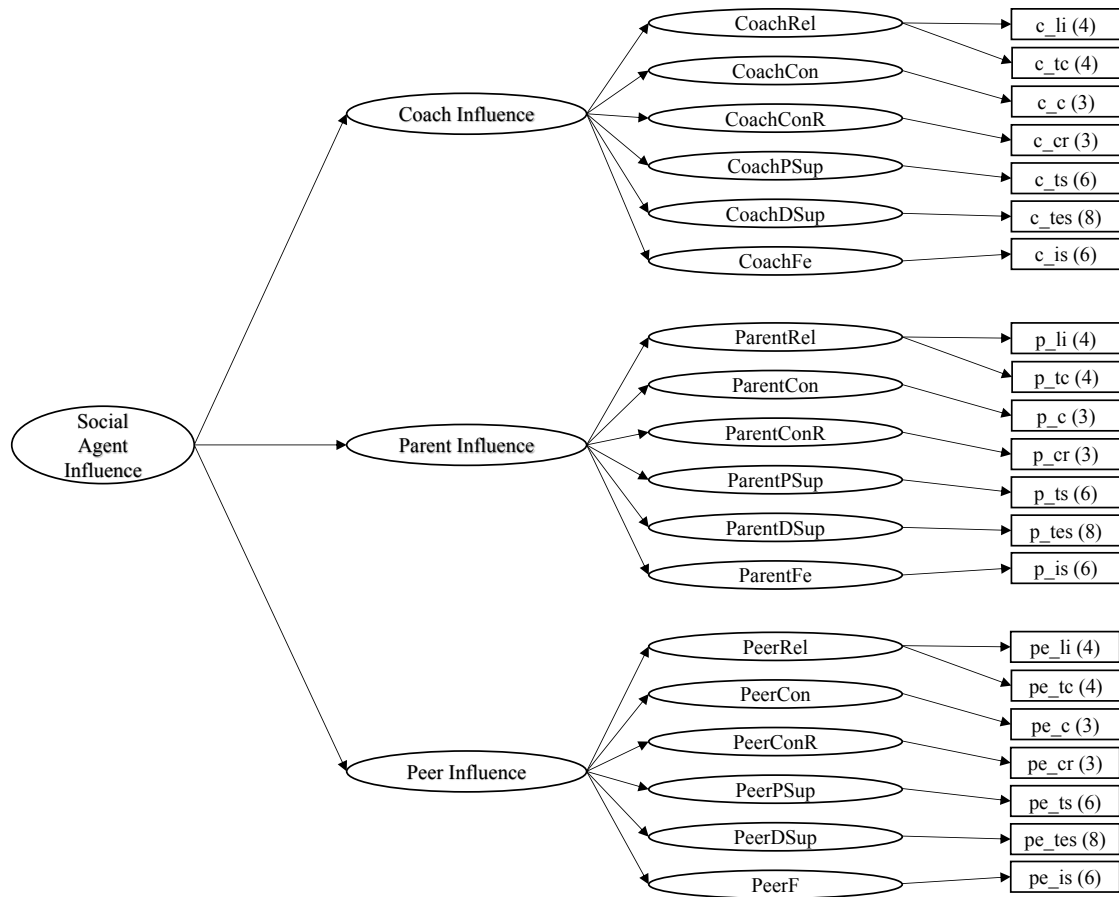 Social
Agent
Influence
Coach Influence
CoachRel
CoachCon
CoachConR
CoachPSup
CoachDSup
CoachFe
c_li (4)
c_tc (4)
c_c (3)
c_cr (3)
c_ts (6)
c_tes (8)
c_is (6)
Parent Influence
ParentRel
ParentCon
ParentConR
ParentPSup
ParentDSup
ParentFe
p_li (4)
p_tc (4)
p_c (3)
p_cr (3)
p_ts (6)
p_tes (8)
p_is (6)
Peer Influence
PeerRel
PeerCon
PeerConR
PeerPSup
PeerDSup
PeerF
pe_li (4)
pe_tc (4)
pe_c (3)
pe_cr (3)
pe_ts (6)
pe_tes (8)
pe_is (6)